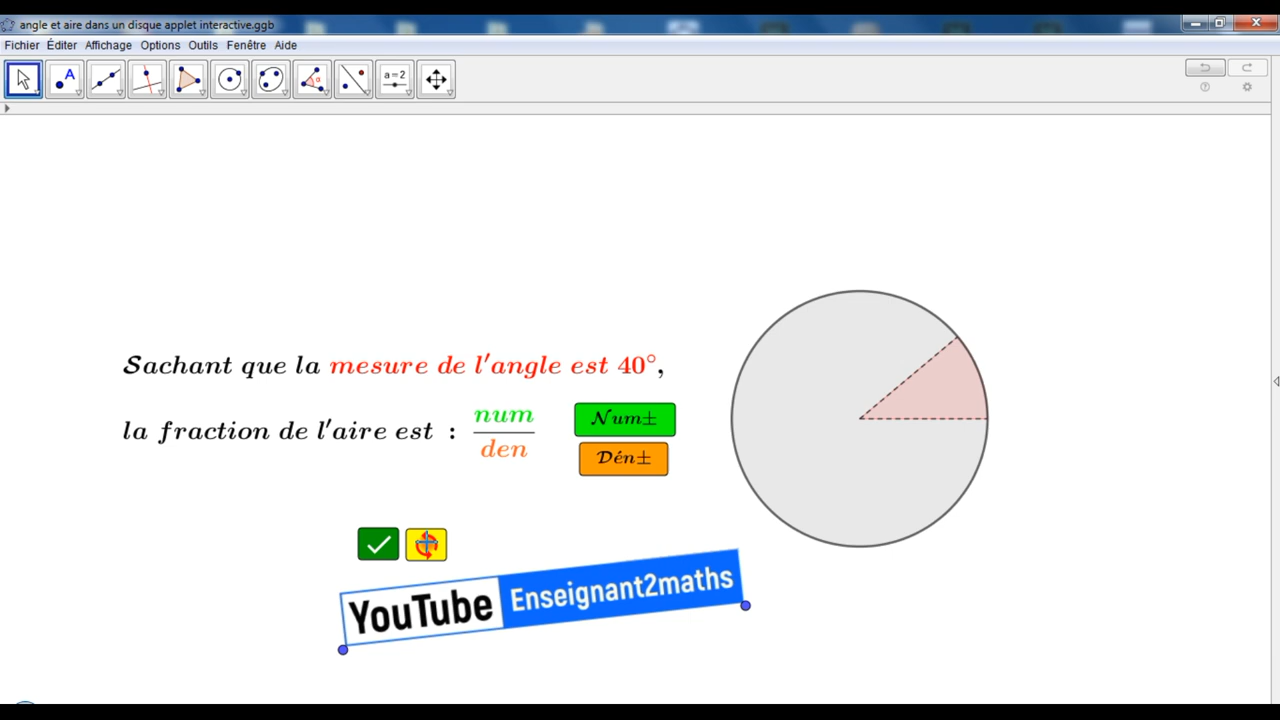 angle et aire dans un disque applet interactive.ggb
Fichier Éditer Affichage Options Outils Fenêtre Aide
A
α
a = 2
Sachant que la mesure de l'angle est 40°,
la fraction de l'aire est : num/den
Num±
Dén±
YouTube Enseignant2maths